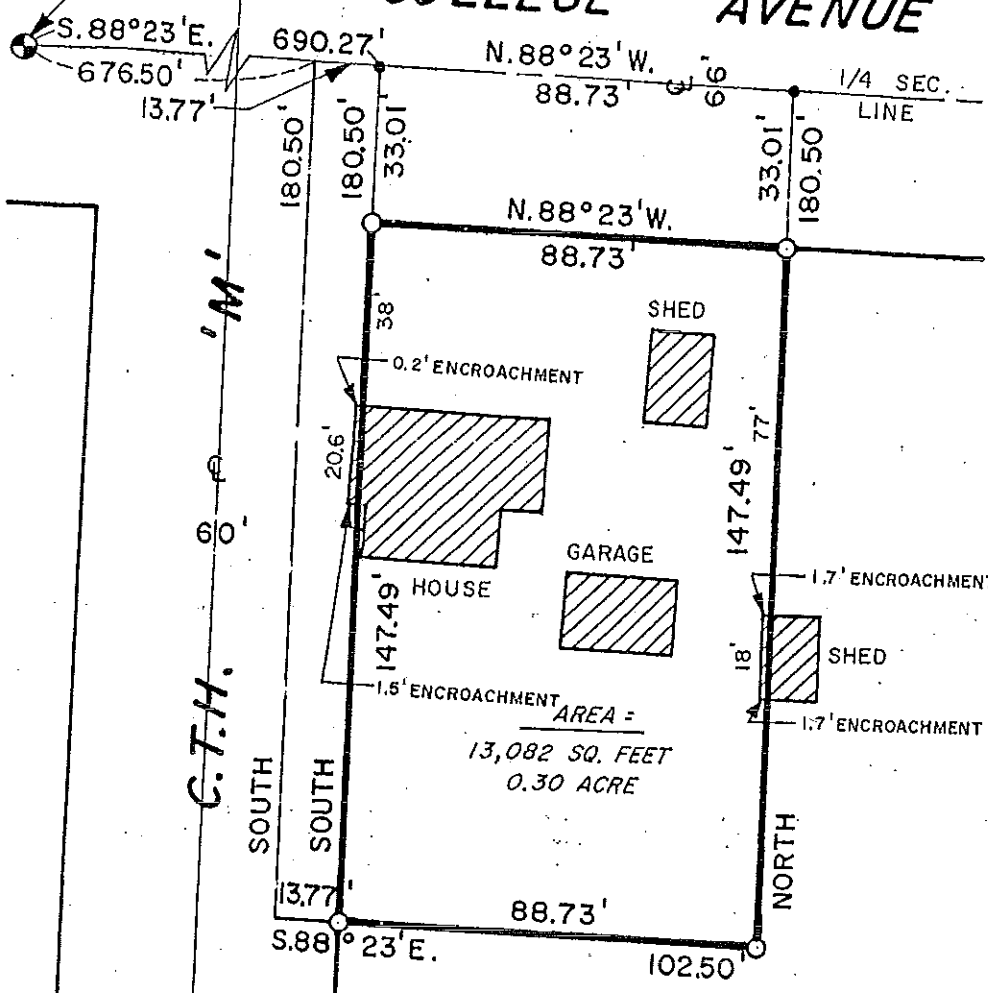 AVENUE
S.88°23'E.
690.27'
N.88°23'W.
676.50'
88.73'
66'
1/4 SEC.
LINE
13.77'
180.50'
180.50'
33.01'
33.01'
180.50'
N.88°23'W.
88.73'
'M'
38'
SHED
0.2' ENCROACHMENT
20.6'
77'
147.49'
℄
60'
HOUSE
GARAGE
147.49'
1.7' ENCROACHMENT
18'
SHED
1.5' ENCROACHMENT
1.7' ENCROACHMENT
AREA =
13,082 SQ. FEET
0.30 ACRE
C.T.H.
SOUTH
SOUTH
NORTH
13.77'
88.73'
S.88°23'E.
102.50'